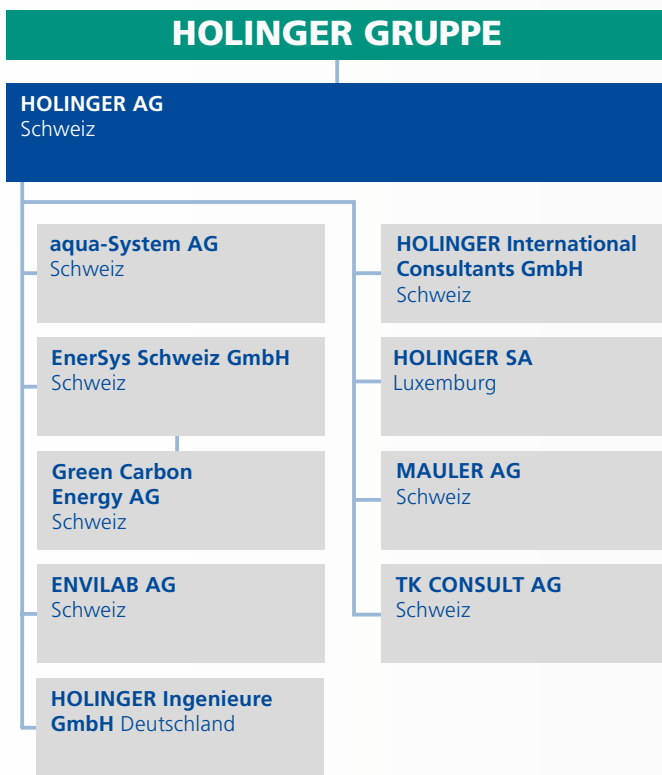 HOLINGER GRUPPE
HOLINGER AG
Schweiz
aqua-System AG
Schweiz
EnerSys Schweiz GmbH
Schweiz
Green Carbon
Energy AG
Schweiz
ENVILAB AG
Schweiz
HOLINGER Ingenieure
GmbH Deutschland
HOLINGER International
Consultants GmbH
Schweiz
HOLINGER SA
Luxemburg
MAULER AG
Schweiz
TK CONSULT AG
Schweiz